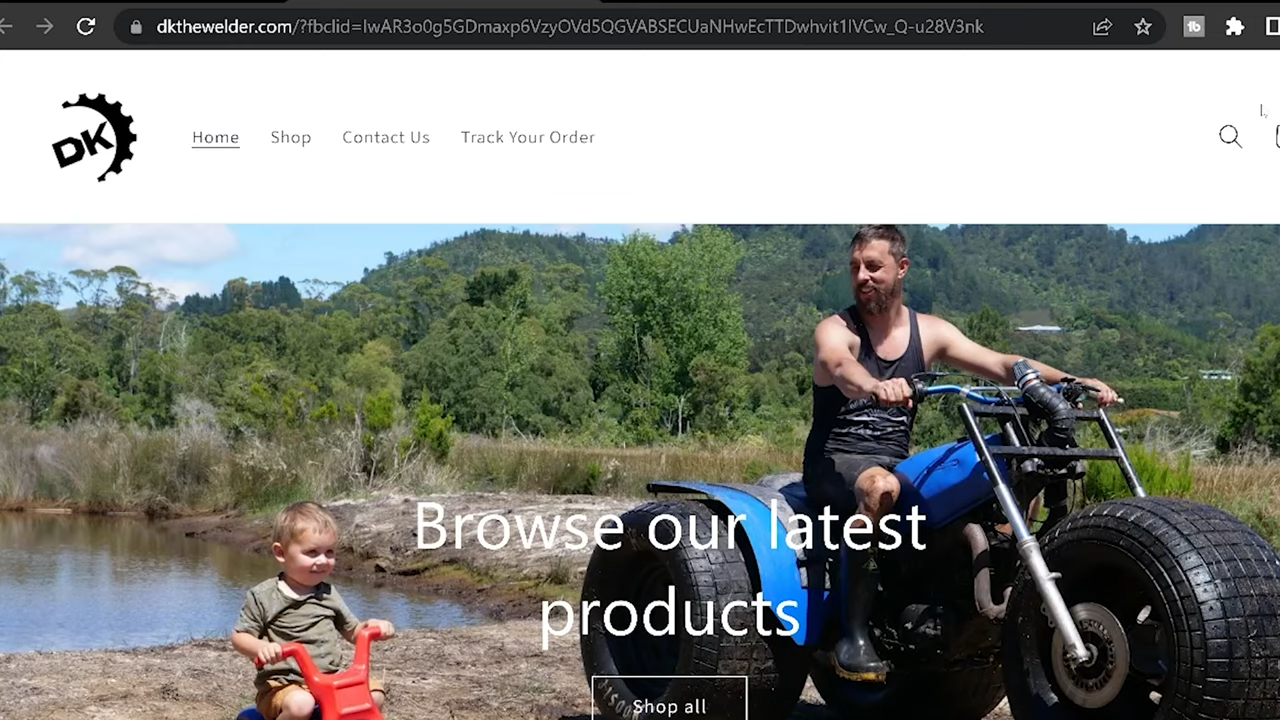 dkthewelder.com/?fbclid=IwAR3o0g5GDmaxp6VzyOVd5QGVABSECUaNHwEcTTDwhvit1lVCw_Q-u28V3nk
DK
Home Shop Contact Us Track Your Order
Browse our latest
products
Shop all